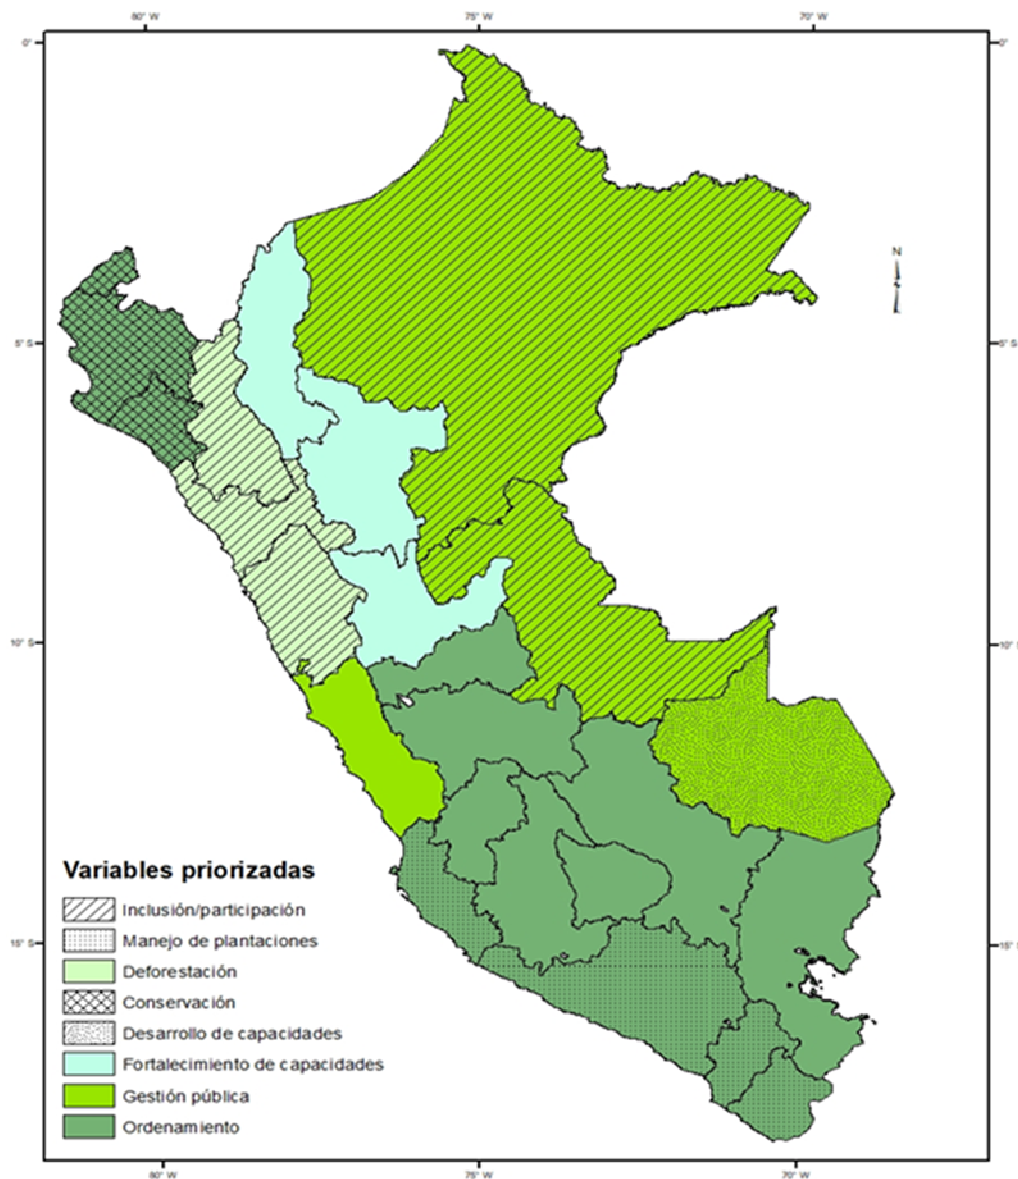 80° W 75° W 70° W
0° 0°
N
5° S 5° S
10° S 10° S
Variables priorizadas
Inclusión/participación
Manejo de plantaciones
15° S 15° S
Deforestación
Conservación
Desarrollo de capacidades
Fortalecimiento de capacidades
Gestión pública
Ordenamiento
80° W 75° W 70° W